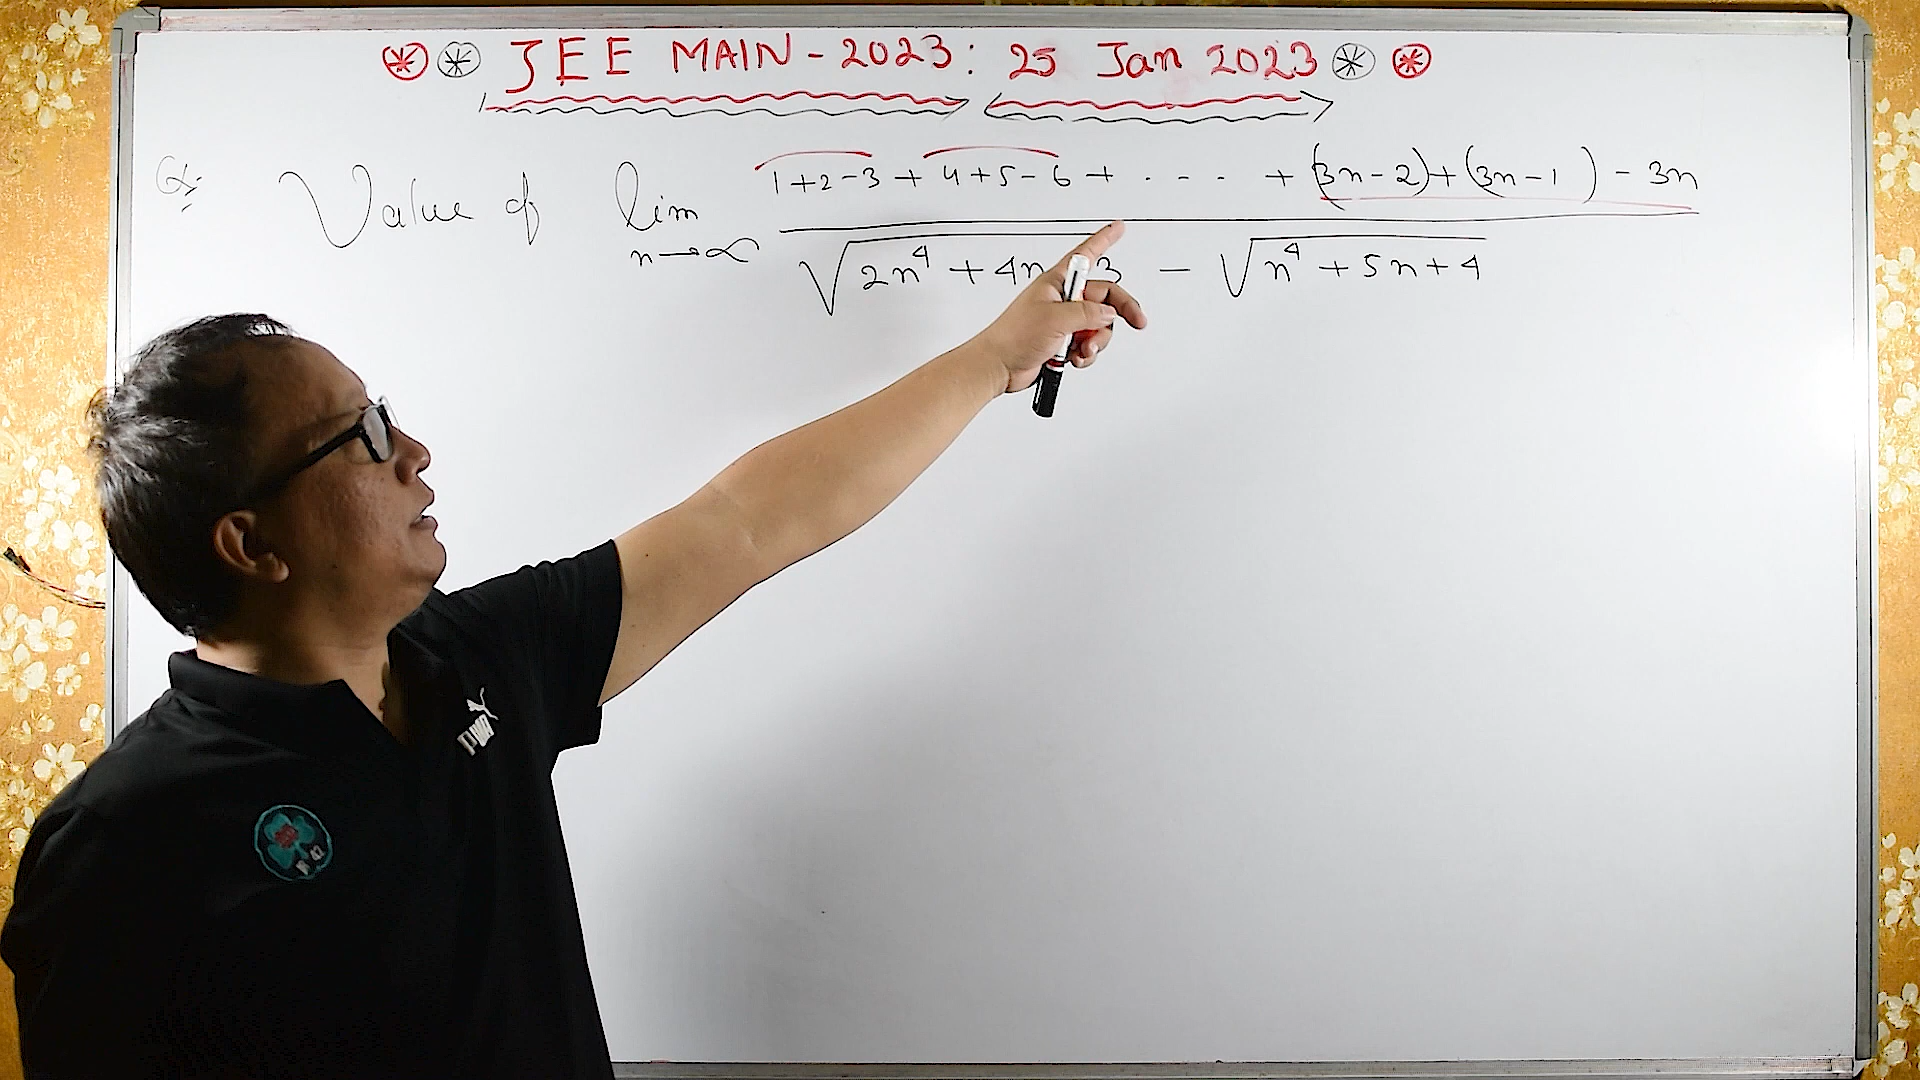 JEE MAIN - 2023: 25 Jan 2023
Q: Value of lim n→∞ 1+2-3 + 4+5-6 + . - - - + (3n-2)+(3n-1) - 3n
√2n⁴ + 4n 3 - √n⁴ + 5n + 4
PUMA